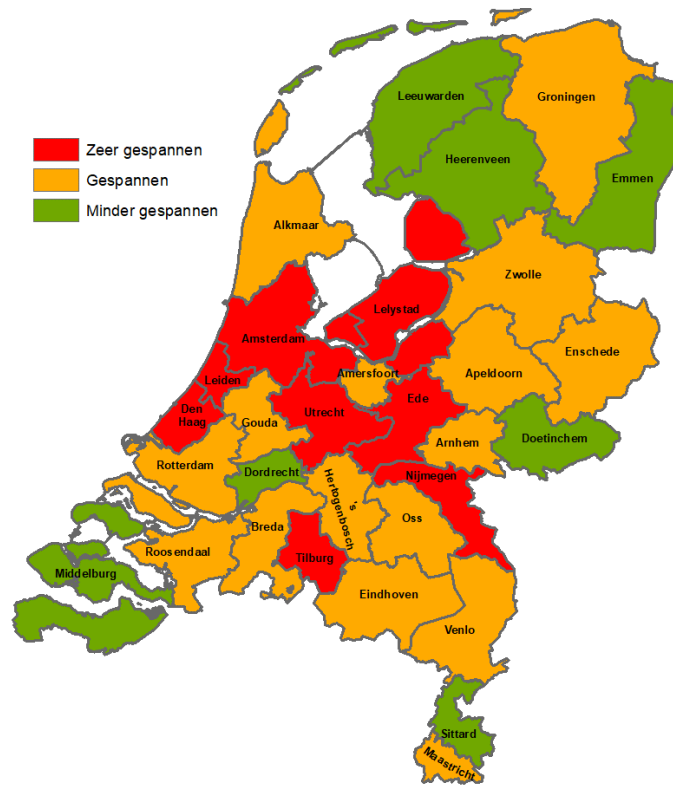 Zeer gespannen
Gespannen
Minder gespannen
Leeuwarden
Groningen
Heerenveen
Emmen
Alkmaar
Zwolle
Lelystad
Amsterdam
Enschede
Amersfoort
Apeldoorn
Leiden
Ede
Den
Haag
Utrecht
Gouda
Arnhem
Doetinchem
Rotterdam
Dordrecht
Nijmegen
's
Hertogenbosch
Oss
Breda
Roosendaal
Tilburg
Middelburg
Eindhoven
Venlo
Sittard
Maastricht